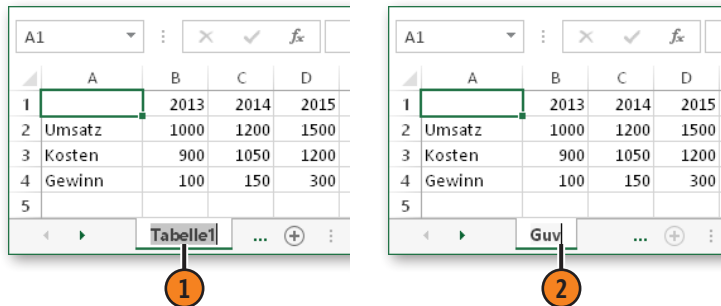 A1 fx
A B C D
1 2013 2014 2015
2 Umsatz 1000 1200 1500
3 Kosten 900 1050 1200
4 Gewinn 100 150 300
5
Tabelle1 ...
1
A1 fx
A B C D
1 2013 2014 2015
2 Umsatz 1000 1200 1500
3 Kosten 900 1050 1200
4 Gewinn 100 150 300
5
Guv ...
2